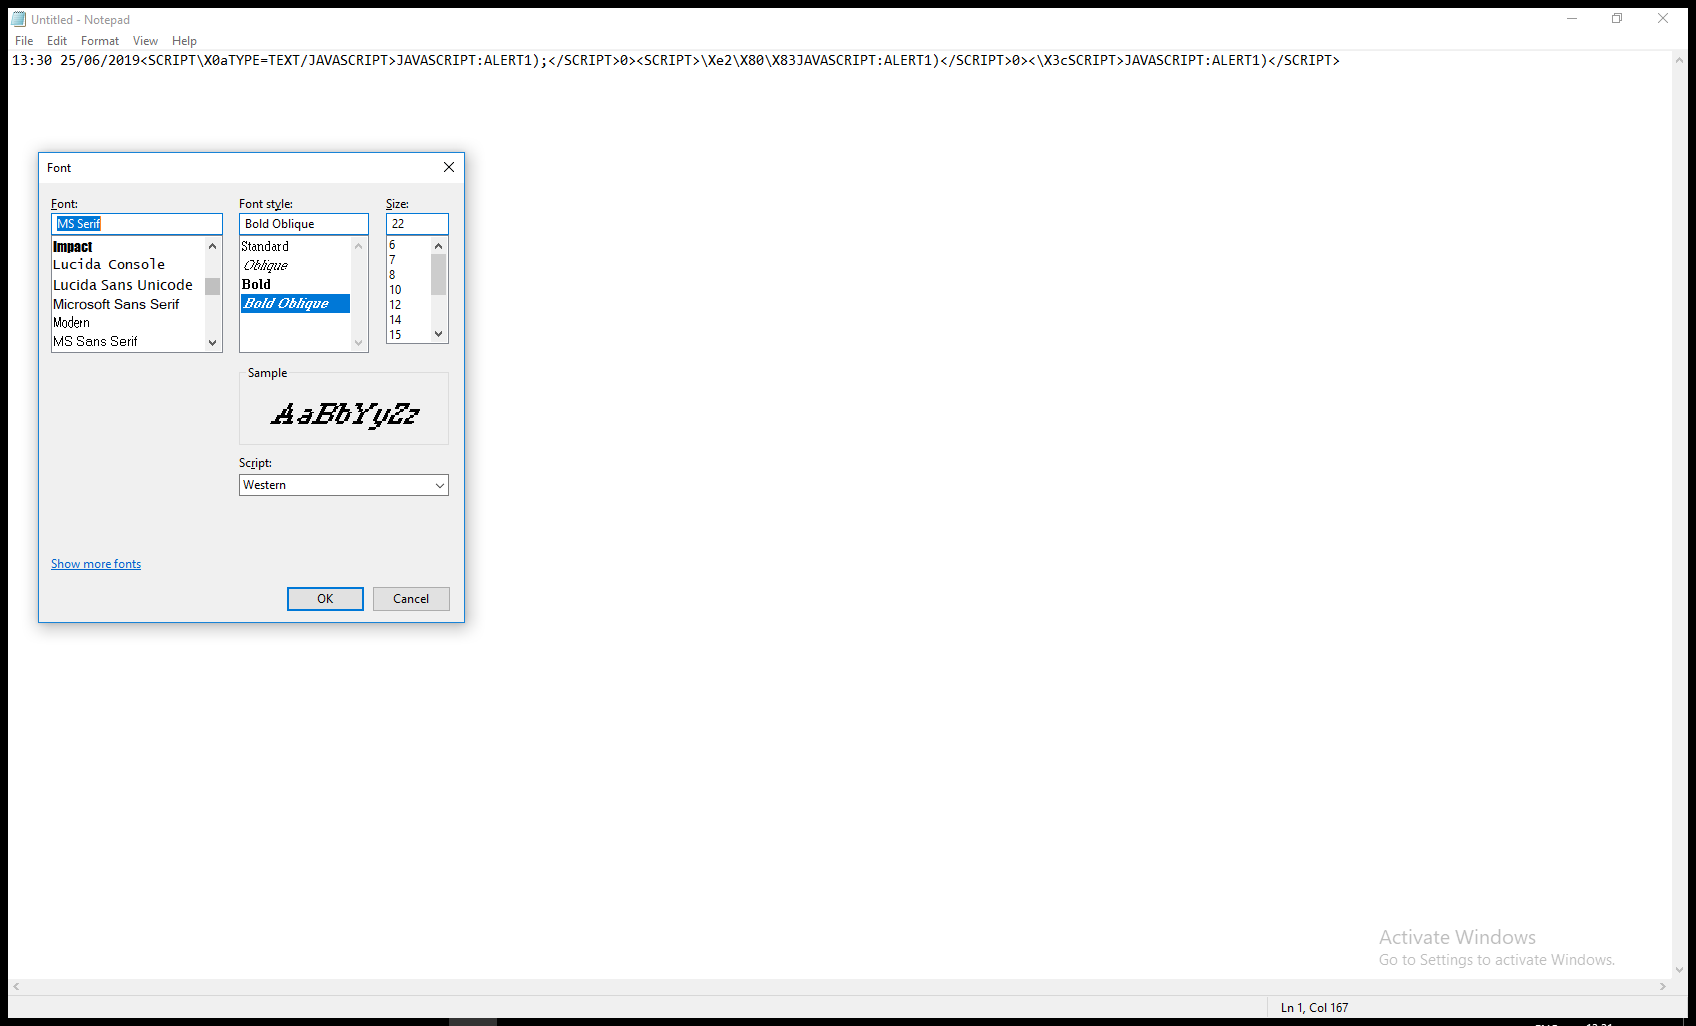 Untitled - Notepad
File Edit Format View Help
13:30 25/06/2019<SCRIPT\X0aTYPE=TEXT/JAVASCRIPT>JAVASCRIPT:ALERT1);</SCRIPT>0><SCRIPT>\Xe2\X80\X83JAVASCRIPT:ALERT1)</SCRIPT>0><\X3cSCRIPT>JAVASCRIPT:ALERT1)</SCRIPT>
Font
Font: Font style: Size:
MS Serif Bold Oblique 22
Impact
Lucida Console
Lucida Sans Unicode
Microsoft Sans Serif
Modern
MS Sans Serif
Standard
Oblique
Bold
Bold Oblique
6
7
8
10
12
14
15
Sample
AaBbYyZz
Script:
Western
Show more fonts
OK Cancel
Activate Windows
Go to Settings to activate Windows.
Ln 1, Col 167